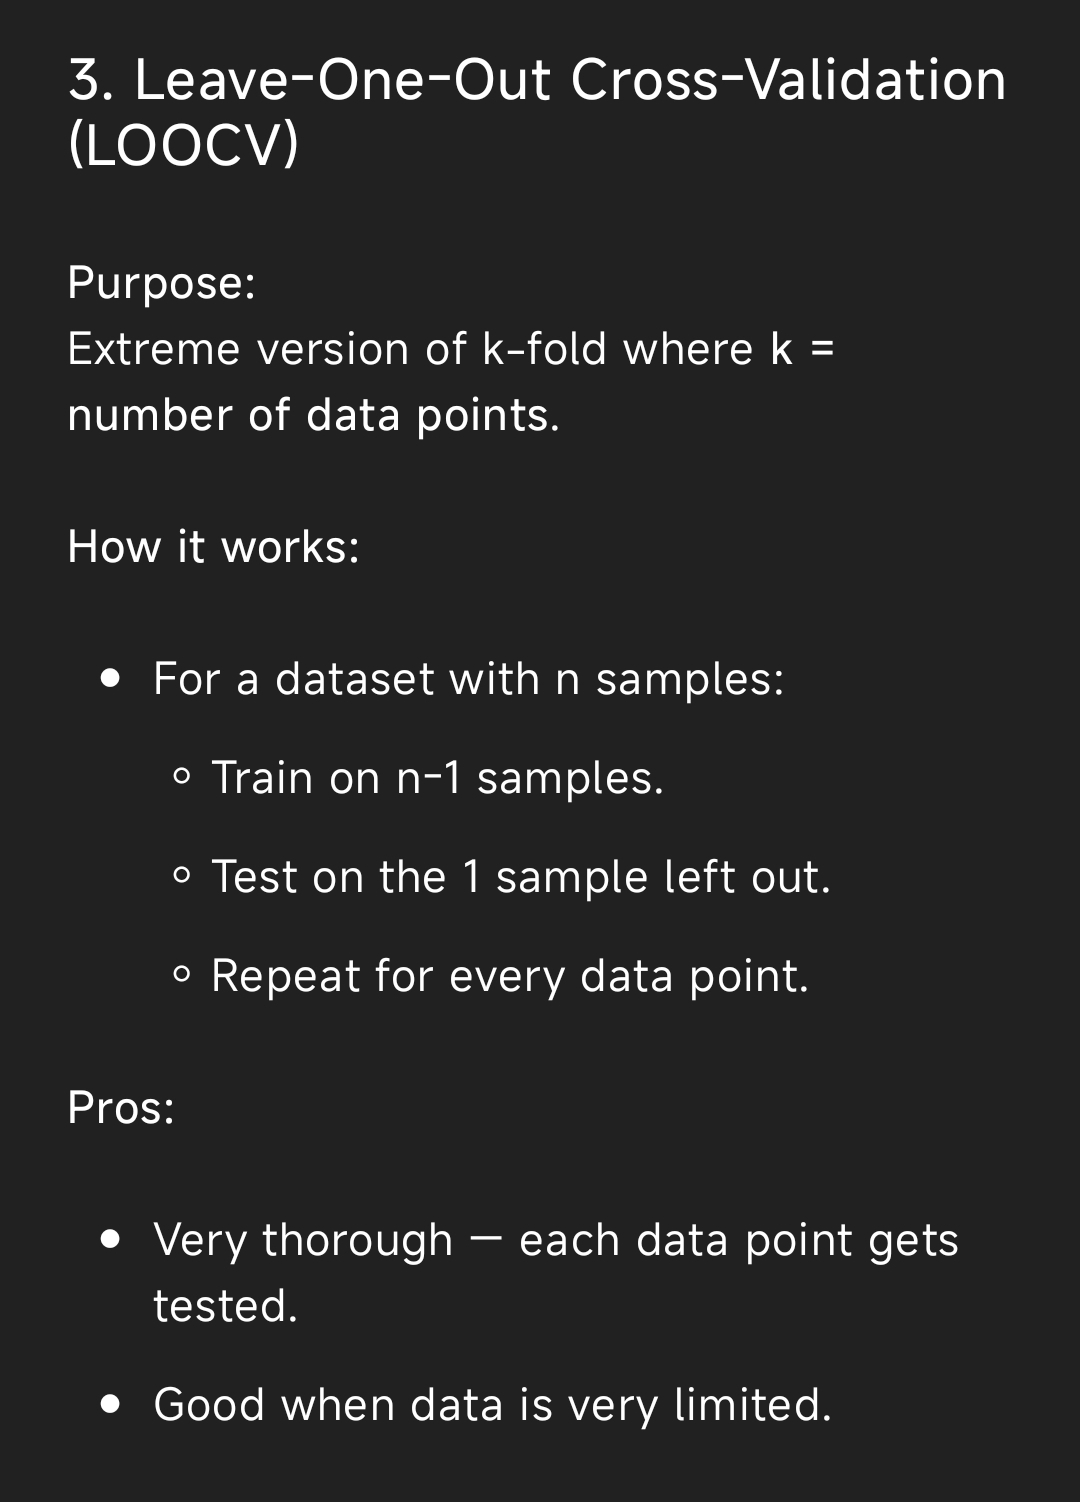 3. Leave-One-Out Cross-Validation
(LOOCV)
Purpose:
Extreme version of k-fold where k =
number of data points.
How it works:
• For a dataset with n samples:
◦ Train on n-1 samples.
◦ Test on the 1 sample left out.
◦ Repeat for every data point.
Pros:
• Very thorough — each data point gets
tested.
• Good when data is very limited.